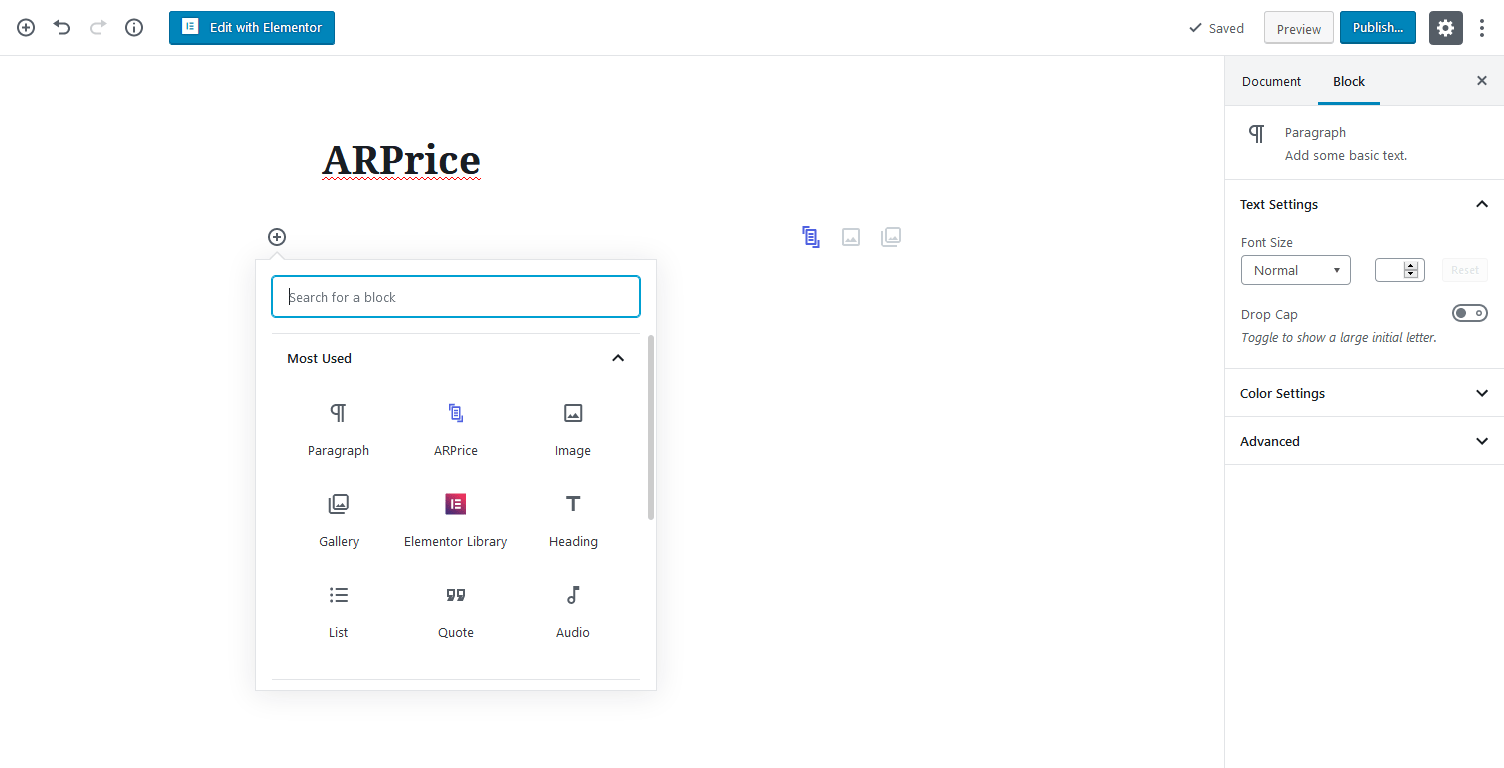 Edit with Elementor
Saved
Preview
Publish...
Document
Block
Paragraph
Add some basic text.
ARPrice
Text Settings
Font Size
Normal
Reset
Drop Cap
Toggle to show a large initial letter.
Color Settings
Advanced
Search for a block
Most Used
Paragraph
ARPrice
Image
Gallery
Elementor Library
Heading
List
Quote
Audio